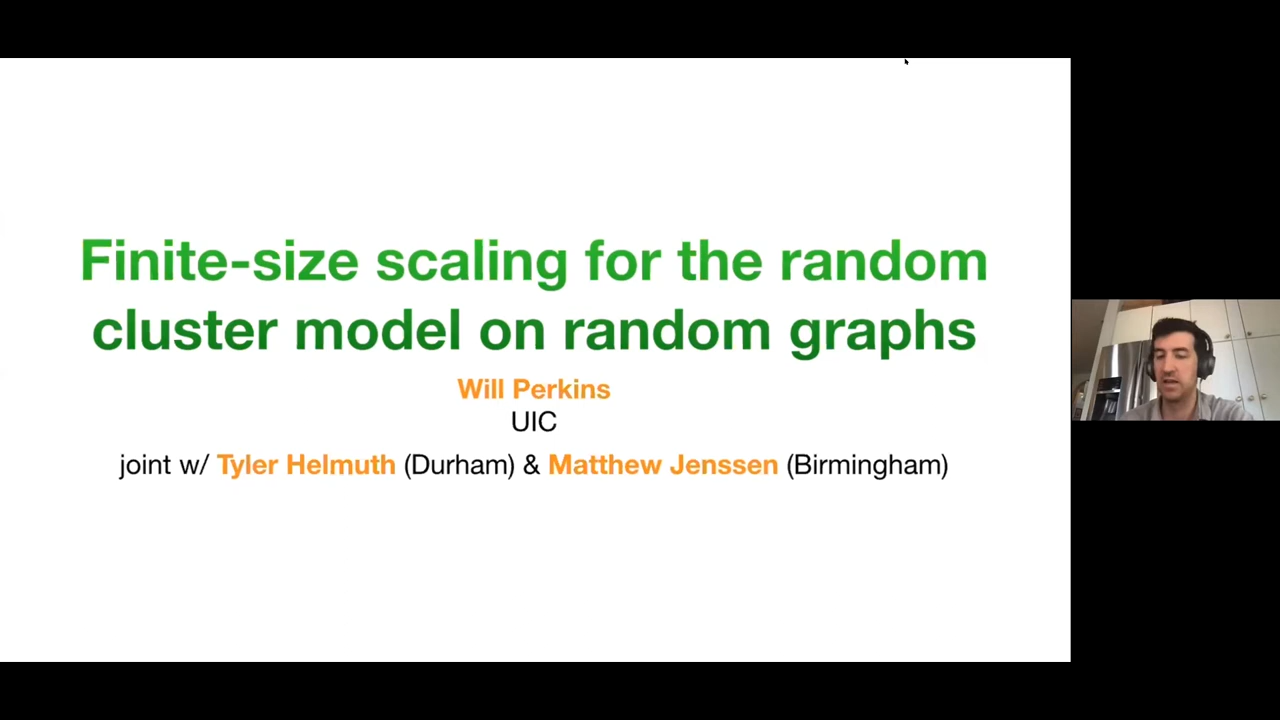 Finite-size scaling for the random
cluster model on random graphs
Will Perkins
UIC
joint w/ Tyler Helmuth (Durham) & Matthew Jenssen (Birmingham)